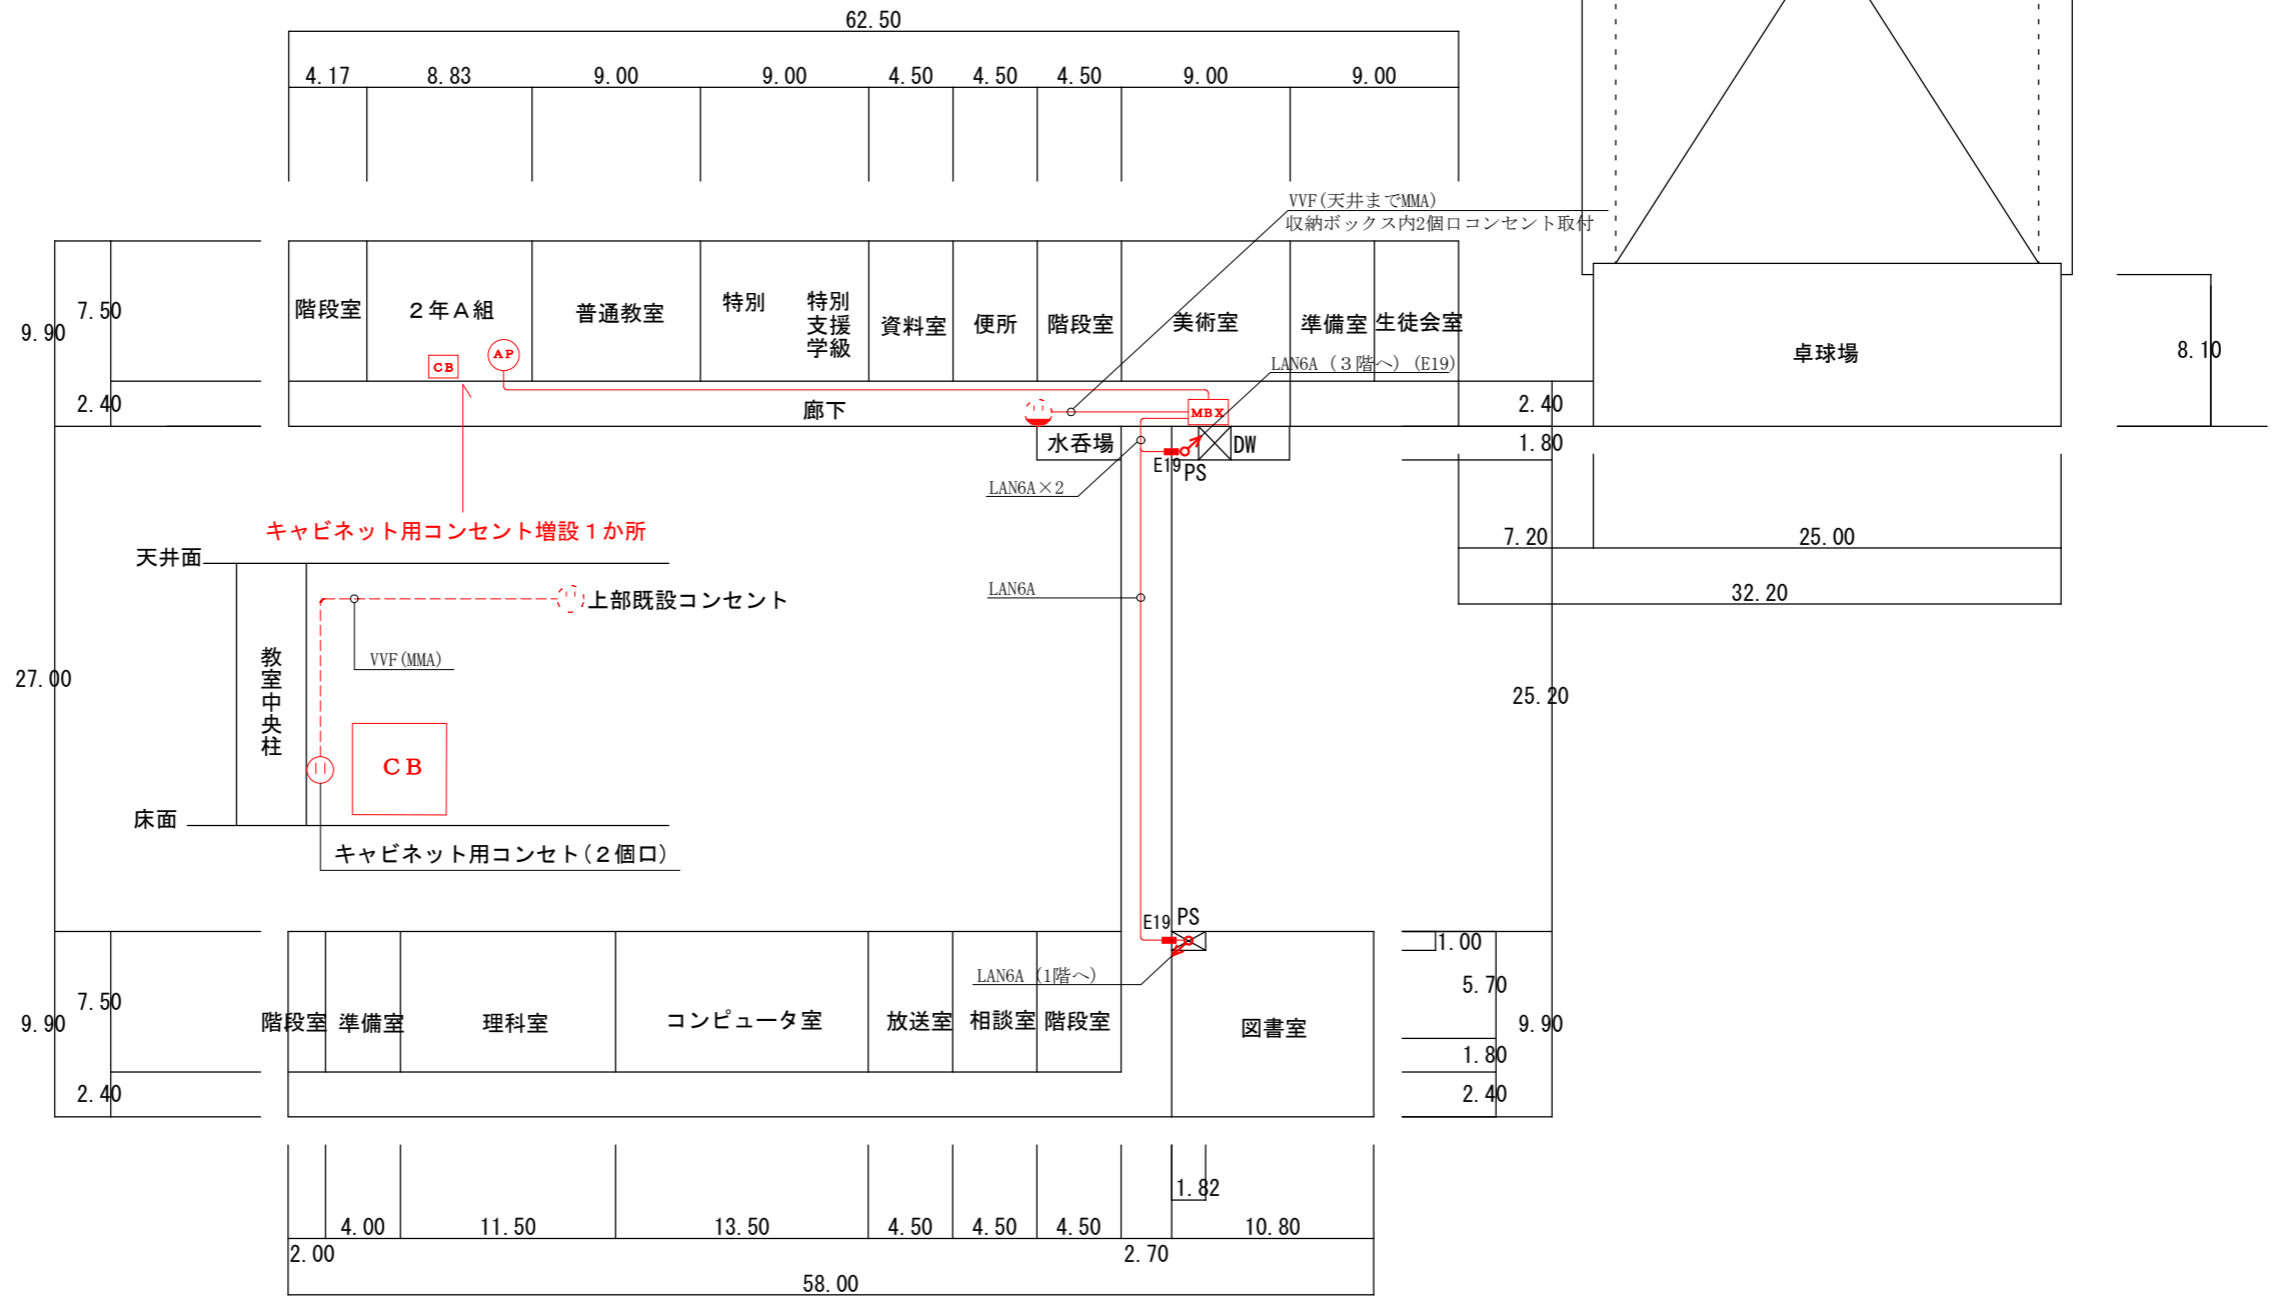 62.50
4.17 8.83 9.00 9.00 4.50 4.50 4.50 9.00 9.00
VVF(天井までMMA)
収納ボックス内2個口コンセント取付
9.90
7.50
2.40
階段室
２年Ａ組
普通教室
特別
特別
支援
学級
資料室
便所
階段室
美術室
準備室
生徒会室
卓球場
8.10
CB
AP
LAN6A（３階へ）(E19)
廊下
MBX
2.40
水呑場
DW
1.80
E19
PS
LAN6A×2
7.20
25.00
32.20
キャビネット用コンセント増設１か所
天井面
上部既設コンセント
LAN6A
VVF(MMA)
教室中央柱
27.00
25.20
ＣＢ
床面
キャビネット用コンセト(２個口)
E19
PS
LAN6A (1階へ)
1.00
5.70
9.90
1.80
2.40
9.90
7.50
2.40
階段室
準備室
理科室
コンピュータ室
放送室
相談室
階段室
図書室
1.82
4.00 11.50 13.50 4.50 4.50 4.50 10.80
2.00 2.70
58.00